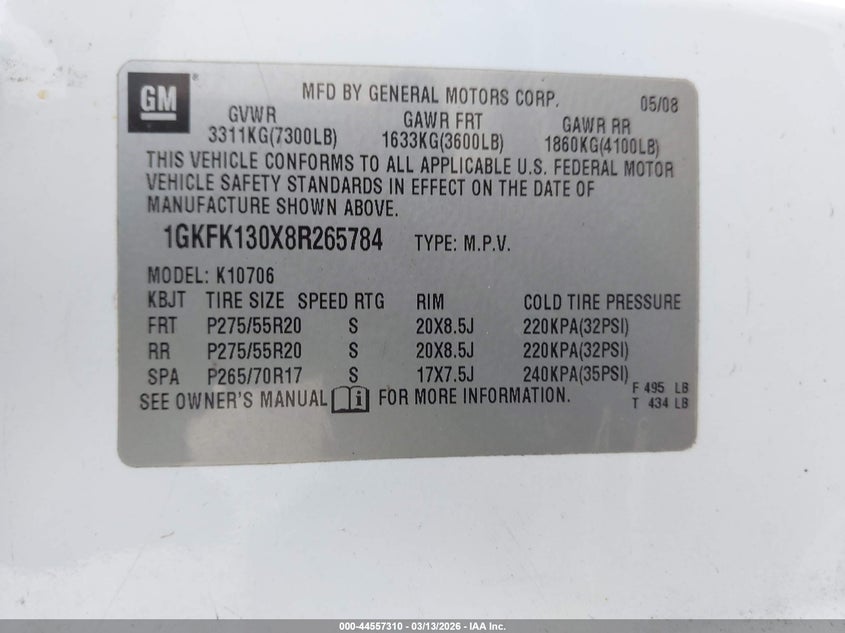 GM ®
MFD BY GENERAL MOTORS CORP. 05/08
GVWR GAWR FRT GAWR RR
3311KG(7300LB) 1633KG(3600LB) 1860KG(4100LB)
THIS VEHICLE CONFORMS TO ALL APPLICABLE U.S. FEDERAL MOTOR
VEHICLE SAFETY STANDARDS IN EFFECT ON THE DATE OF
MANUFACTURE SHOWN ABOVE.
1GKFK130X8R265784 TYPE: M.P.V.
MODEL: K10706
KBJT TIRE SIZE SPEED RTG RIM COLD TIRE PRESSURE
FRT P275/55R20 S 20X8.5J 220KPA(32PSI)
RR P275/55R20 S 20X8.5J 220KPA(32PSI)
SPA P265/70R17 S 17X7.5J 240KPA(35PSI)
SEE OWNER'S MANUAL i FOR MORE INFORMATION.
F 495 LB
T 434 LB
000-44557310 - 03/13/2026 - IAA Inc.